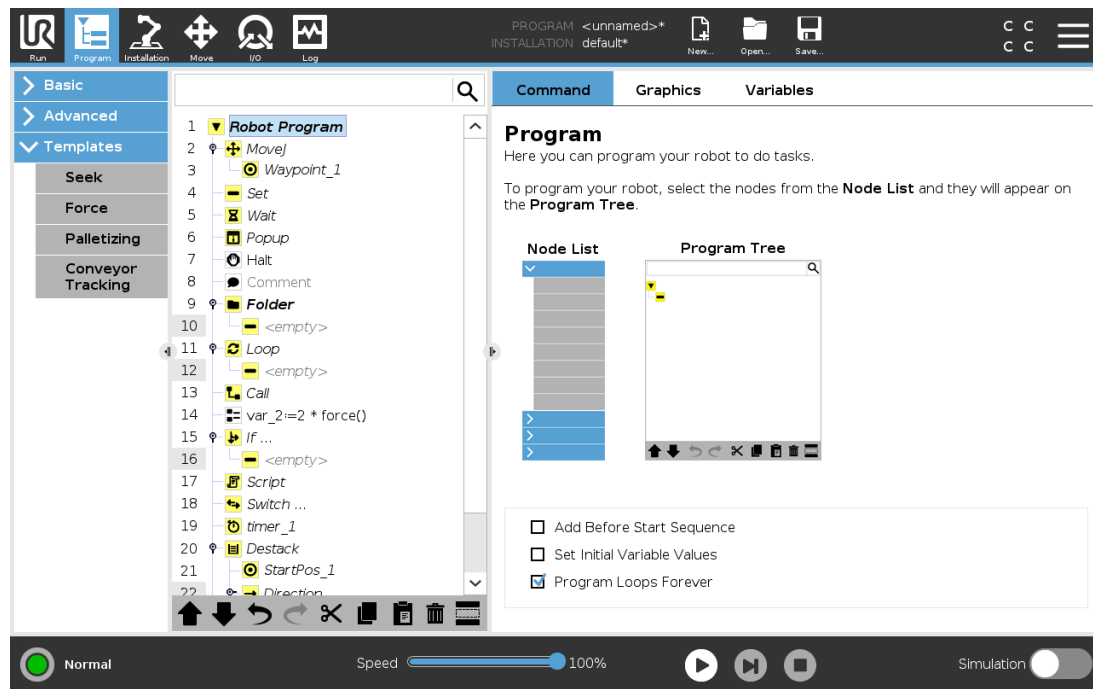 PROGRAM <unnamed>*
INSTALLATION default*
UR
Run
Program
Installation
Move
I/O
Log
New...
Open...
Save...
C C
C C
Basic
Advanced
Templates
Seek
Force
Palletizing
Conveyor
Tracking
1 Robot Program
2 MoveJ
3 Waypoint_1
4 Set
5 Wait
6 Popup
7 Halt
8 Comment
9 Folder
10 <empty>
11 Loop
12 <empty>
13 Call
14 var_2:=2 * force()
15 If ...
16 <empty>
17 Script
18 Switch ...
19 timer_1
20 Destack
21 StartPos_1
22 Direction
Command Graphics Variables
Program
Here you can program your robot to do tasks.
To program your robot, select the nodes from the Node List and they will appear on
the Program Tree.
Node List
Program Tree
Add Before Start Sequence
Set Initial Variable Values
Program Loops Forever
Normal
Speed
100%
Simulation